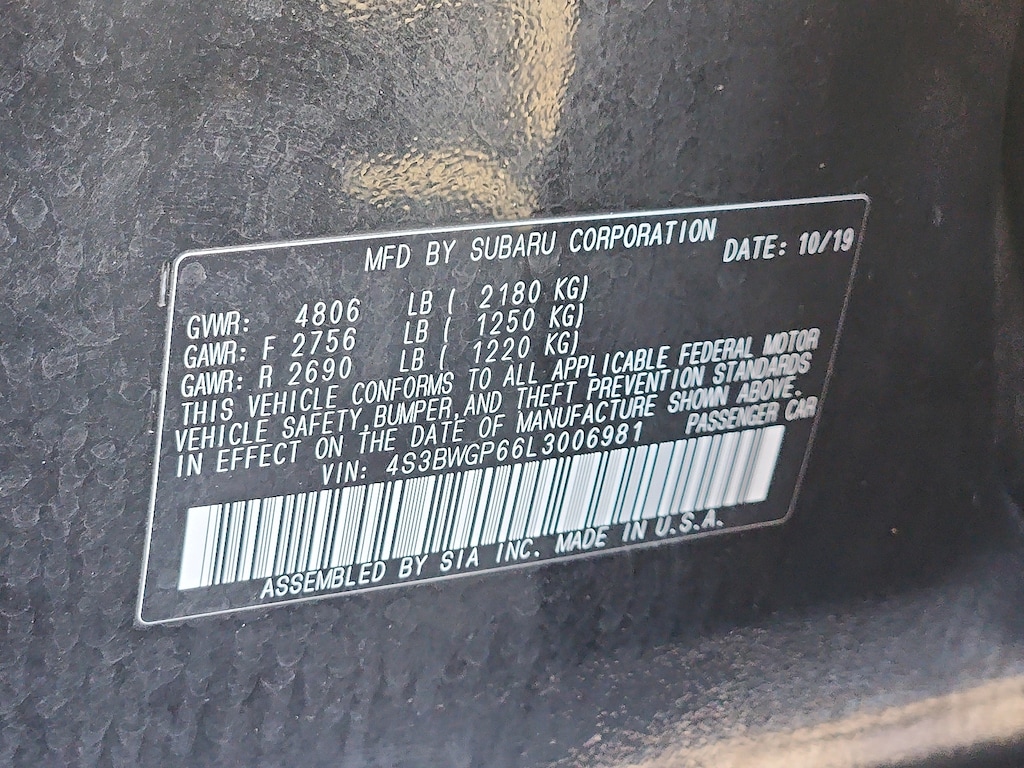 MFD BY SUBARU CORPORATION DATE: 10/19
GVWR: 4806 LB ( 2180 KG)
GAWR: F 2756 LB ( 1250 KG)
GAWR: R 2690 LB ( 1220 KG)
THIS VEHICLE CONFORMS TO ALL APPLICABLE FEDERAL MOTOR
VEHICLE SAFETY,BUMPER,AND THEFT PREVENTION STANDARDS
IN EFFECT ON THE DATE OF MANUFACTURE SHOWN ABOVE.
VIN: 4S3BWGP66L3006981 PASSENGER CAR
ASSEMBLED BY SIA INC. MADE IN U.S.A.